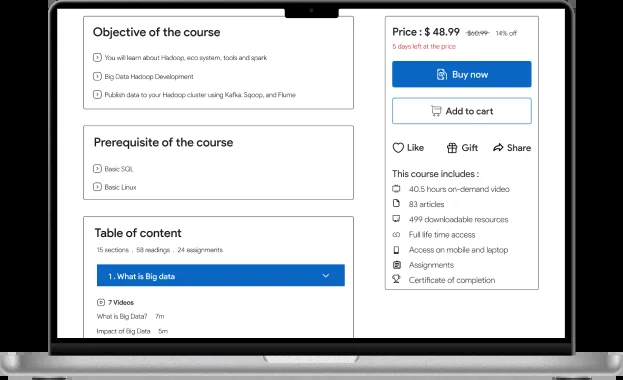 Objective of the course
You will learn about Hadoop, eco system, tools and spark
Big Data Hadoop Development
Publish data to your Hadoop cluster using Kafka, Sqoop, and Flume
Prerequisite of the course
Basic SQL
Basic Linux
Table of content
15 sections . 58 readings . 24 assignments
1. What is Big data
7 Videos
What is Big Data? 7m
Impact of Big Data 5m
Price : $ 48.99 $60.99 14% off
5 days left at the price
Buy now
Add to cart
Like Gift Share
This course includes :
40.5 hours on-demand video
83 articles
499 downloadable resources
Full life time access
Access on mobile and laptop
Assignments
Certificate of completion